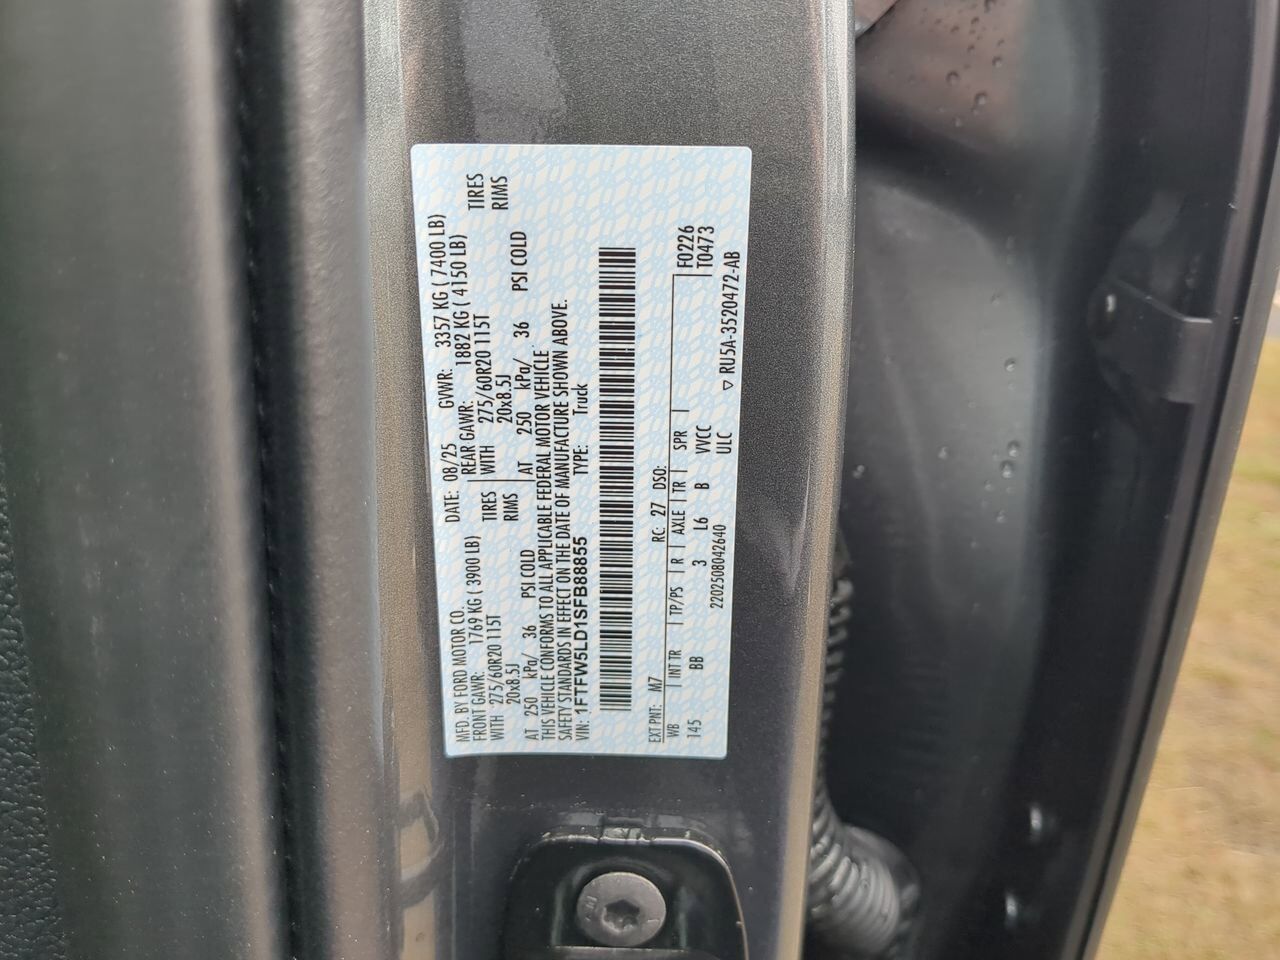 MFD. BY FORD MOTOR CO. DATE: 08/25 GVWR: 3357 KG ( 7400 LB)
FRONT GAWR: 1769 KG ( 3900 LB) REAR GAWR: 1882 KG ( 4150 LB)
WITH 275/60R20 115T TIRES WITH 275/60R20 115T TIRES
20x8.5J RIMS 20x8.5J RIMS
AT 250 kPa/ 36 PSI COLD AT 250 kPa/ 36 PSI COLD
THIS VEHICLE CONFORMS TO ALL APPLICABLE FEDERAL MOTOR VEHICLE
SAFETY STANDARDS IN EFFECT ON THE DATE OF MANUFACTURE SHOWN ABOVE.
VIN: 1FTFW5LD1SFB88855 TYPE: Truck
EXT PNT: M7 RC: 27 DSO: F0226
WB INT TR TP/PS R AXLE TR SPR T0473
145 BB 3 L6 B VVCC
ULC
2202508042640 ▽ RU5A-3520472-AB